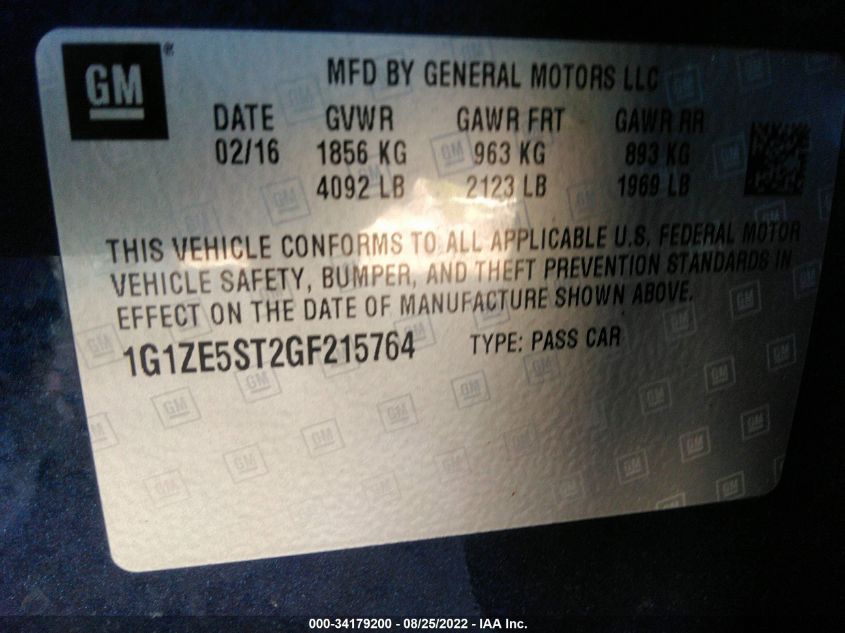 GM®
MFD BY GENERAL MOTORS LLC
DATE GVWR GAWR FRT GAWR RR
02/16 1856 KG 963 KG 893 KG
4092 LB 2123 LB 1969 LB
THIS VEHICLE CONFORMS TO ALL APPLICABLE U.S. FEDERAL MOTOR
VEHICLE SAFETY, BUMPER, AND THEFT PREVENTION STANDARDS IN
EFFECT ON THE DATE OF MANUFACTURE SHOWN ABOVE.
1G1ZE5ST2GF215764 TYPE: PASS CAR
000-34179200 - 08/25/2022 - IAA Inc.